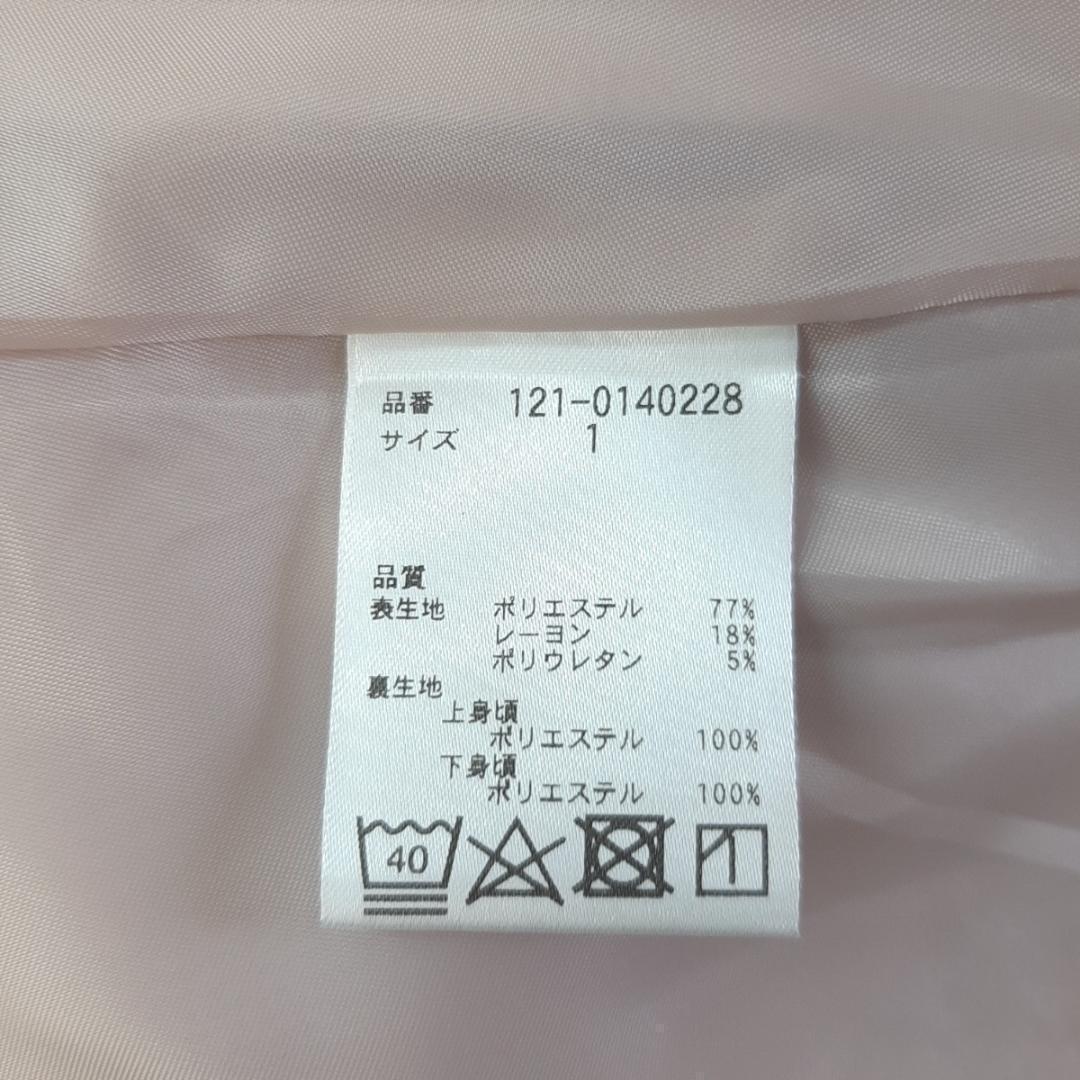 品番 121-0140228
サイズ 1
品質
表生地 ポリエステル 77%
レーヨン 18%
ポリウレタン 5%
裏生地
上身頃
ポリエステル 100%
下身頃
ポリエステル 100%
40